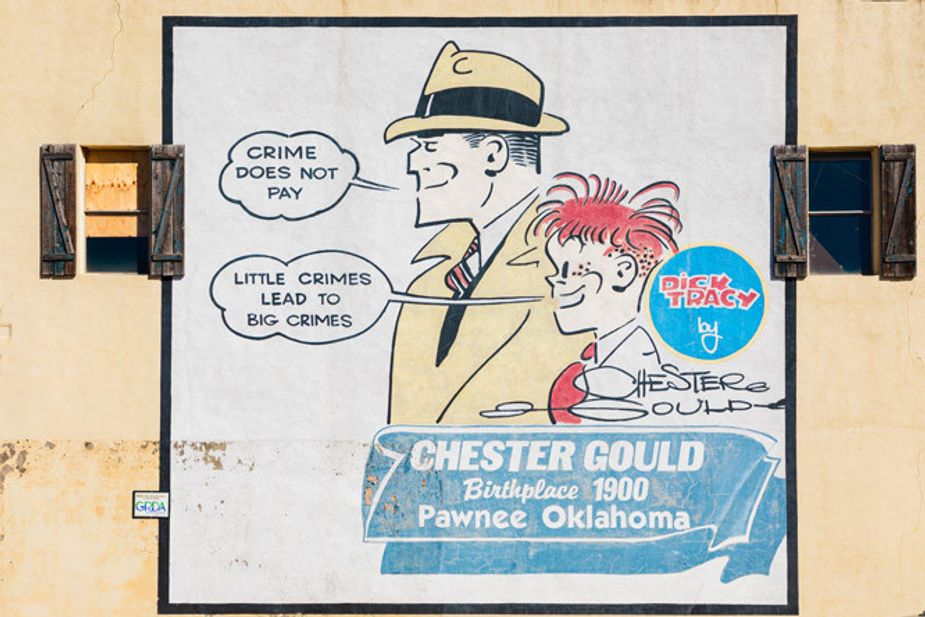 CRIME
DOES NOT
PAY
LITTLE CRIMES
LEAD TO
BIG CRIMES
DICK
TRACY
by
CHESTER
GOULD
CHESTER GOULD
Birthplace 1900
Pawnee Oklahoma
GRDA